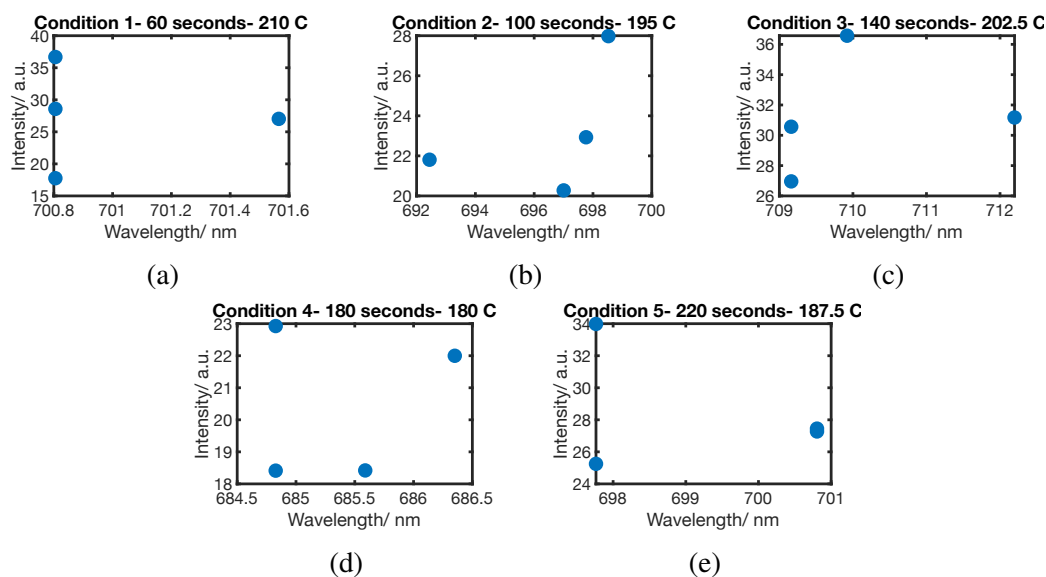 Condition 1- 60 seconds- 210 C
Intensity/ a.u.
40
35
30
25
20
15
700.8 701 701.2 701.4 701.6
Wavelength/ nm
(a)
Condition 2- 100 seconds- 195 C
Intensity/ a.u.
28
26
24
22
20
692 694 696 698 700
Wavelength/ nm
(b)
Condition 3- 140 seconds- 202.5 C
Intensity/ a.u.
36
34
32
30
28
26
709 710 711 712
Wavelength/ nm
(c)
Condition 4- 180 seconds- 180 C
Intensity/ a.u.
23
22
21
20
19
18
684.5 685 685.5 686 686.5
Wavelength/ nm
(d)
Condition 5- 220 seconds- 187.5 C
Intensity/ a.u.
34
32
30
28
26
24
698 699 700 701
Wavelength/ nm
(e)